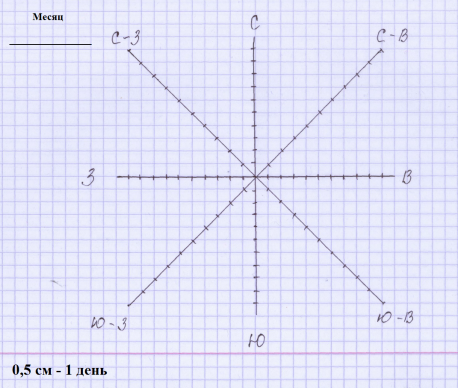 Месяц
С
С-З
С-В
З
В
Ю-З
Ю-В
Ю
0,5 см - 1 день